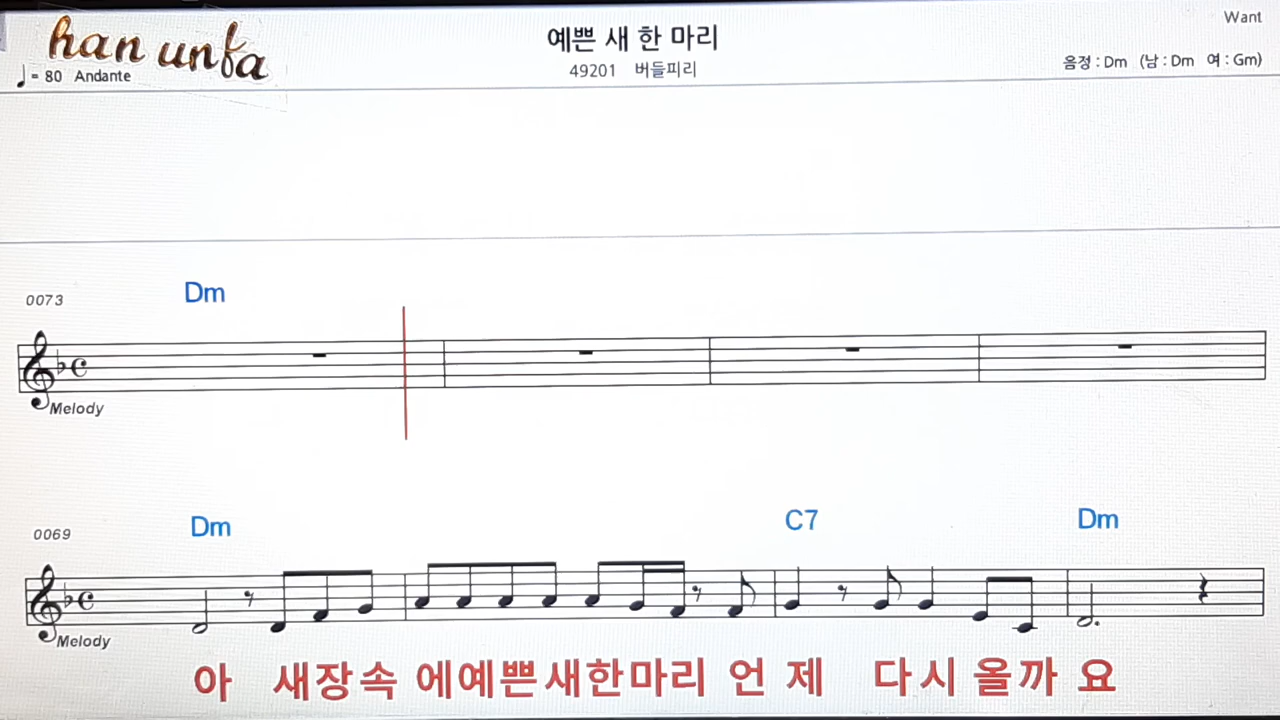 Want
han unfa
예쁜 새 한 마리
♩= 80 Andante
49201 버들피리
음정 : Dm (남 : Dm 여 : Gm)
0073
Dm
Melody
0069
Dm C7 Dm
Melody
아 새장속 에예쁜새한마리 언 제 다시 올까 요